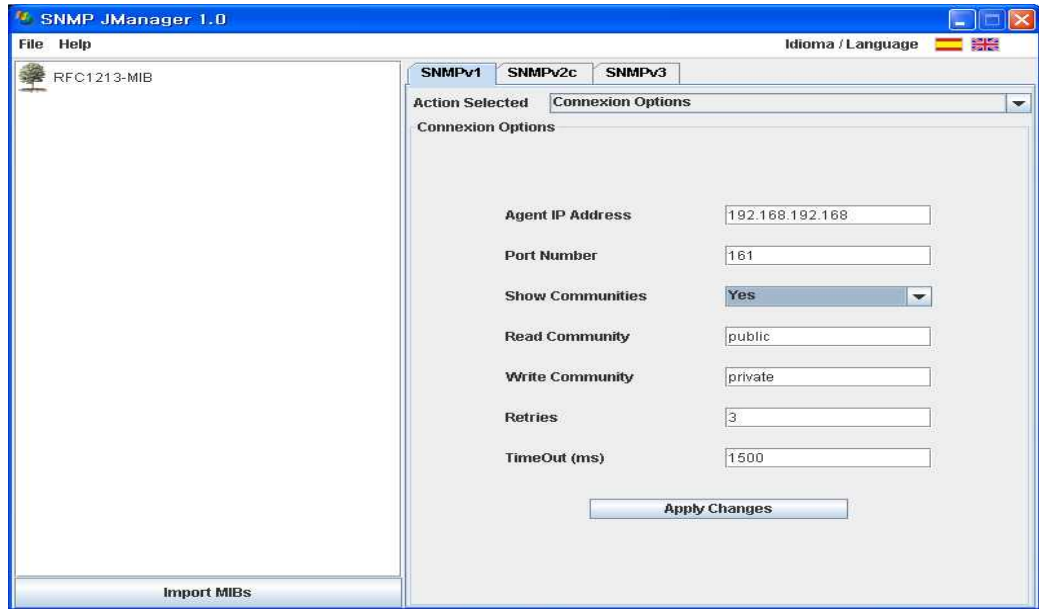 SNMP JManager 1.0
File Help Idioma / Language
RFC1213-MIB
SNMPv1 SNMPv2c SNMPv3
Action Selected Connexion Options
Connexion Options
Agent IP Address 192.168.192.168
Port Number 161
Show Communities Yes
Read Community public
Write Community private
Retries 3
TimeOut (ms) 1500
Apply Changes
Import MIBs